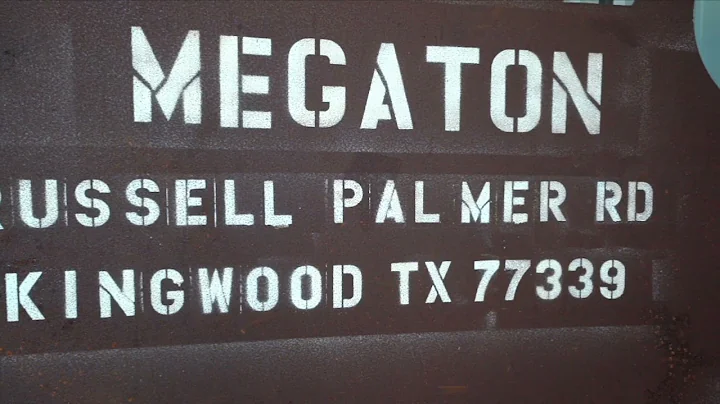 MEGATON
RUSSELL PALMER RD
KINGWOOD TX 77339